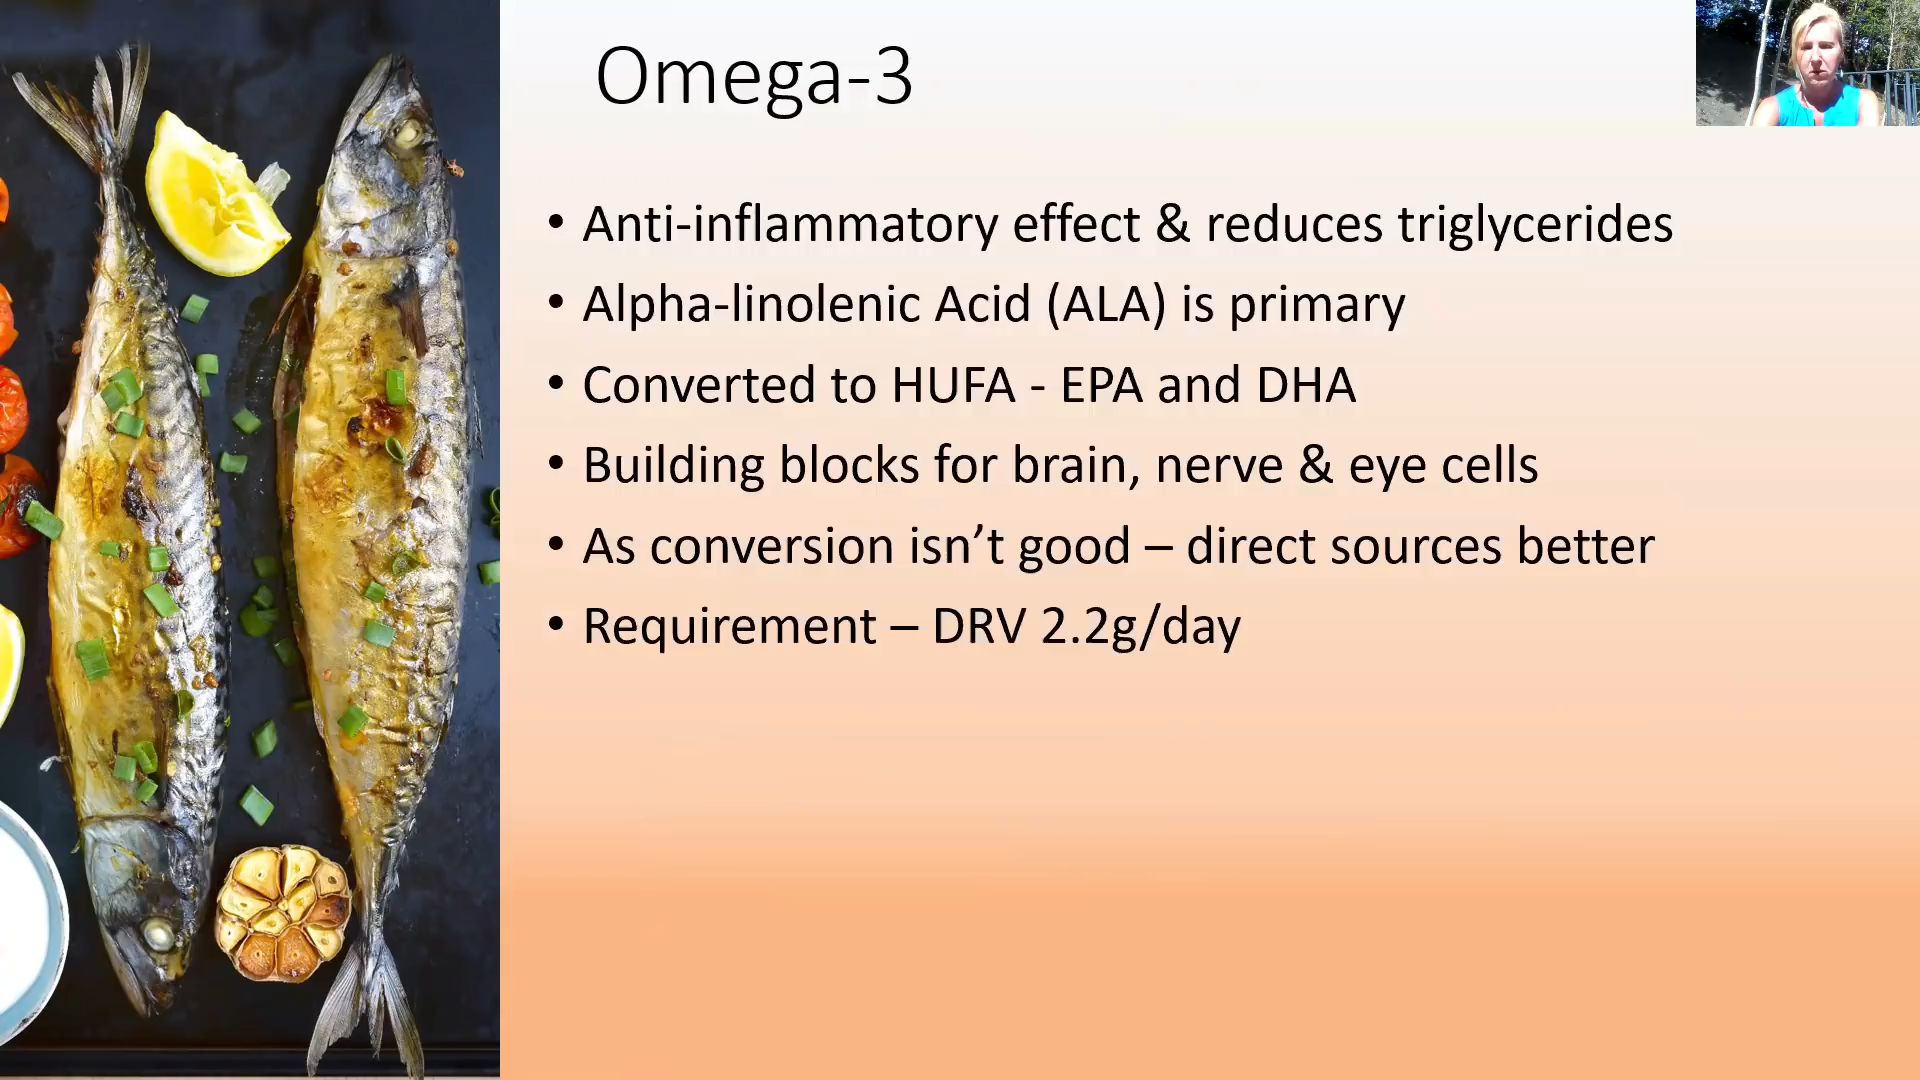 Omega-3
• Anti-inflammatory effect & reduces triglycerides
• Alpha-linolenic Acid (ALA) is primary
• Converted to HUFA - EPA and DHA
• Building blocks for brain, nerve & eye cells
• As conversion isn’t good – direct sources better
• Requirement – DRV 2.2g/day